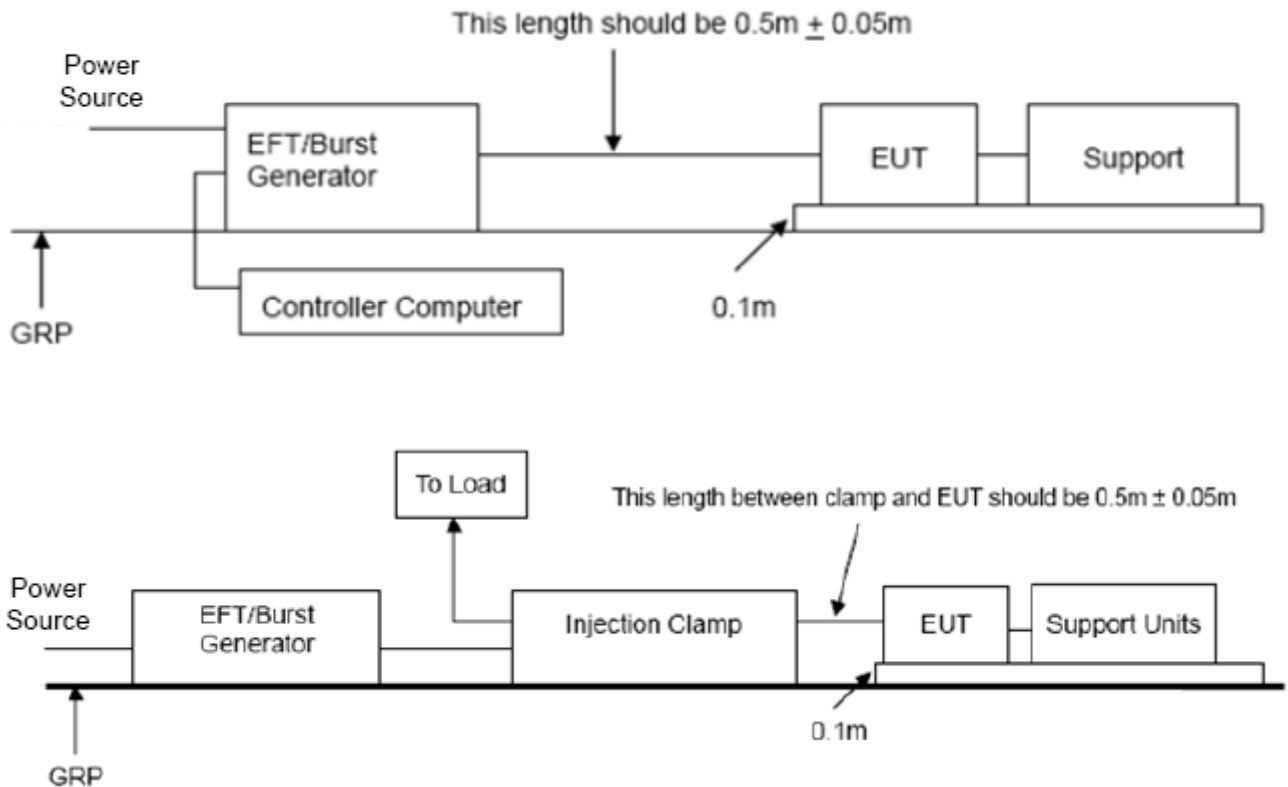 This length should be 0.5m ± 0.05m
Power
Source
EFT/Burst
Generator
EUT
Support
Controller Computer
0.1m
GRP
To Load
This length between clamp and EUT should be 0.5m ± 0.05m
Power
Source
EFT/Burst
Generator
Injection Clamp
EUT
Support Units
0.1m
GRP